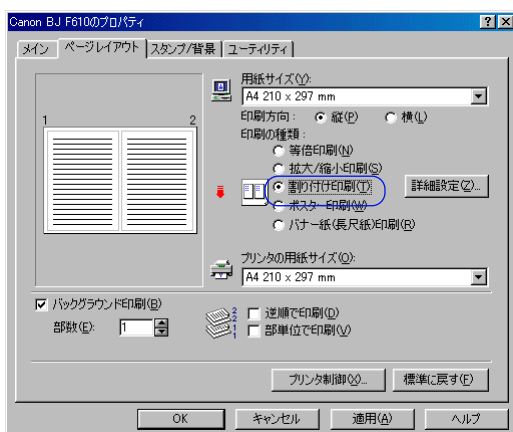 Canon BJ F610のプロパティ
メイン ページレイアウト スタンプ/背景 ユーティリティ
用紙サイズ(Y):
A4 210 x 297 mm
印刷方向: 縦(P) 横(L)
印刷の種類:
等倍印刷(N)
拡大/縮小印刷(S)
割り付け印刷(T) 詳細設定(Z)...
ポスター印刷(W)
バナー紙(長尺紙)印刷(R)
1 2
プリンタの用紙サイズ(O):
A4 210 x 297 mm
バックグラウンド印刷(B)
部数(E): 1
2 2
1 1
逆順で印刷(D)
部単位で印刷(V)
プリンタ制御(X)... 標準に戻す(F)
OK キャンセル 適用(A) ヘルプ